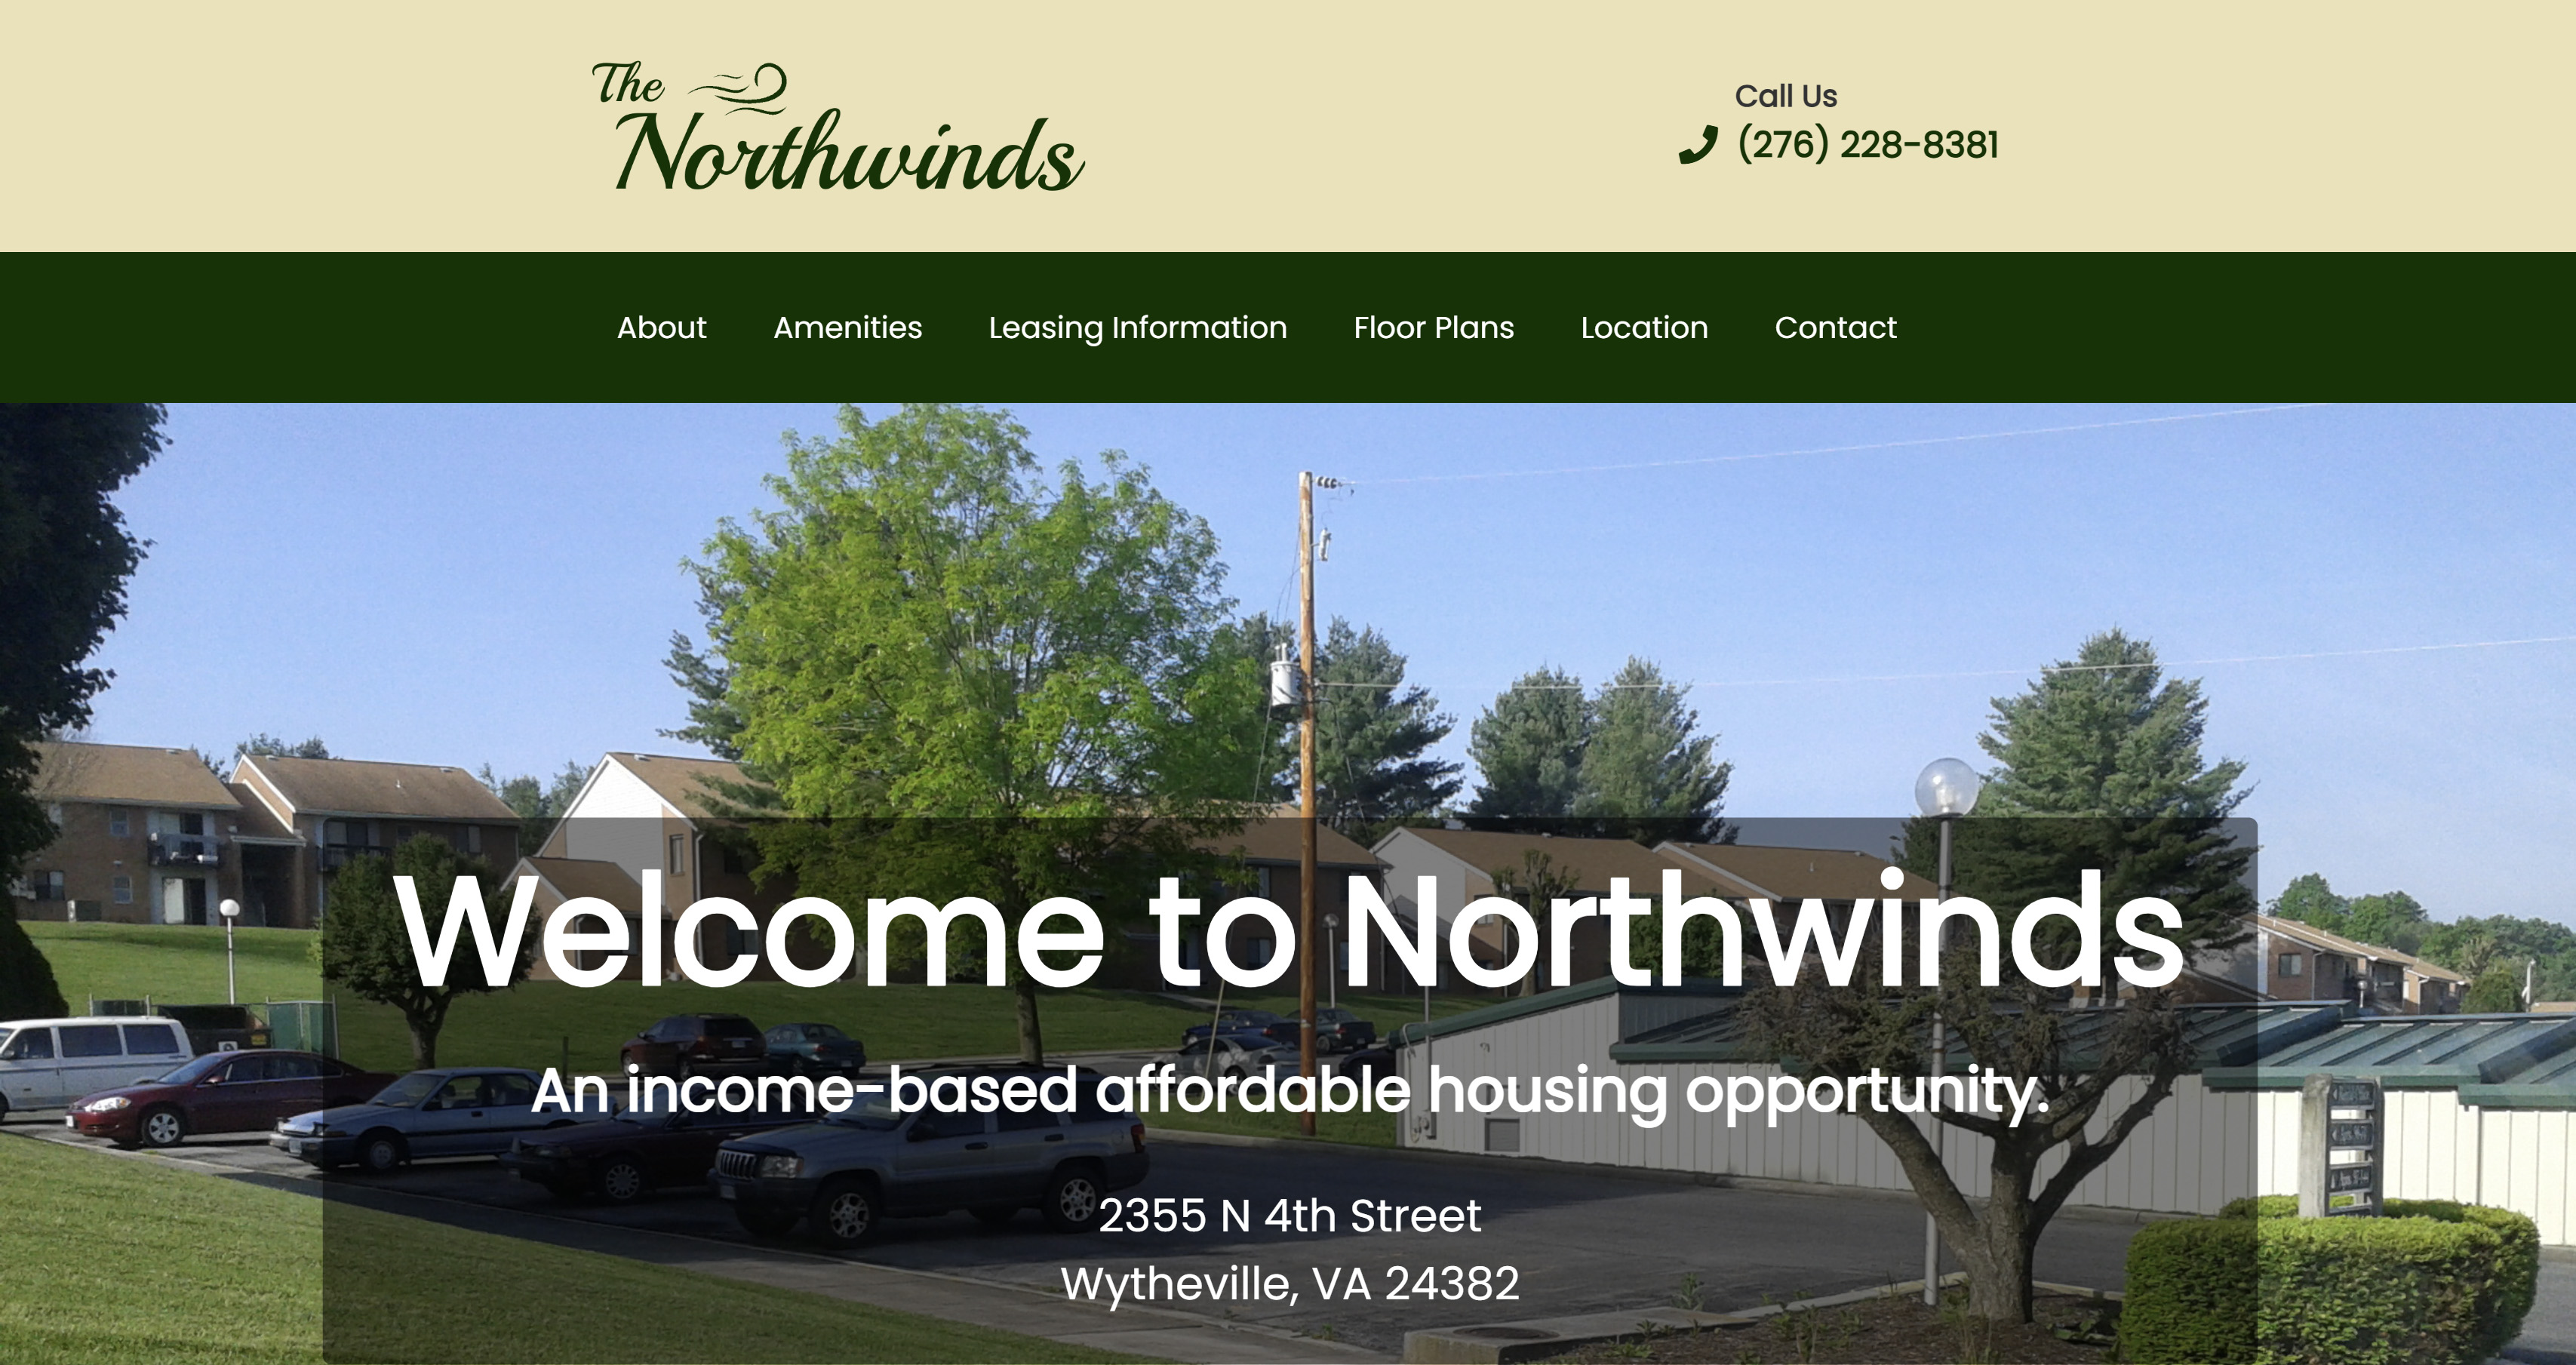 The
Northwinds
Call Us
(276) 228-8381
About
Amenities
Leasing Information
Floor Plans
Location
Contact
Welcome to Northwinds
An income-based affordable housing opportunity.
2355 N 4th Street
Wytheville, VA 24382